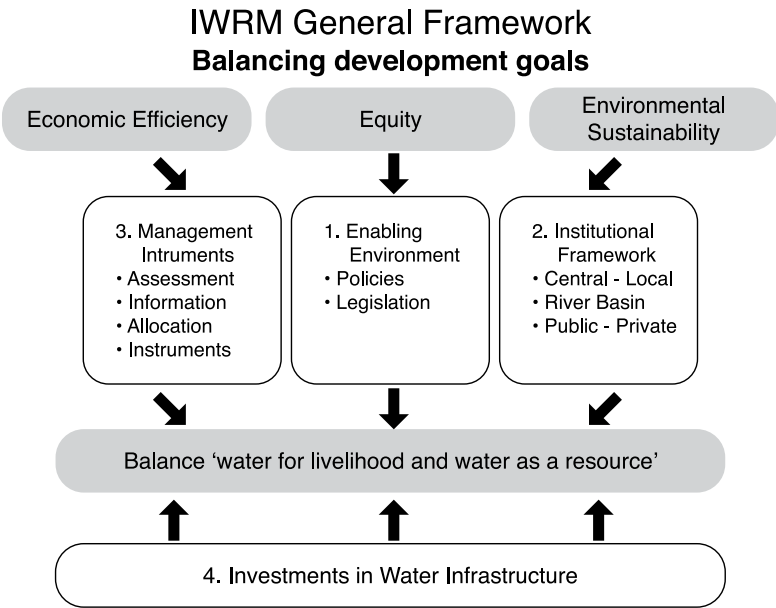 IWRM General Framework
Balancing development goals
Economic Efficiency
Equity
Environmental
Sustainability
3. Management
Intruments
• Assessment
• Information
• Allocation
• Instruments
1. Enabling
Environment
• Policies
• Legislation
2. Institutional
Framework
• Central - Local
• River Basin
• Public - Private
Balance ‘water for livelihood and water as a resource’
4. Investments in Water Infrastructure